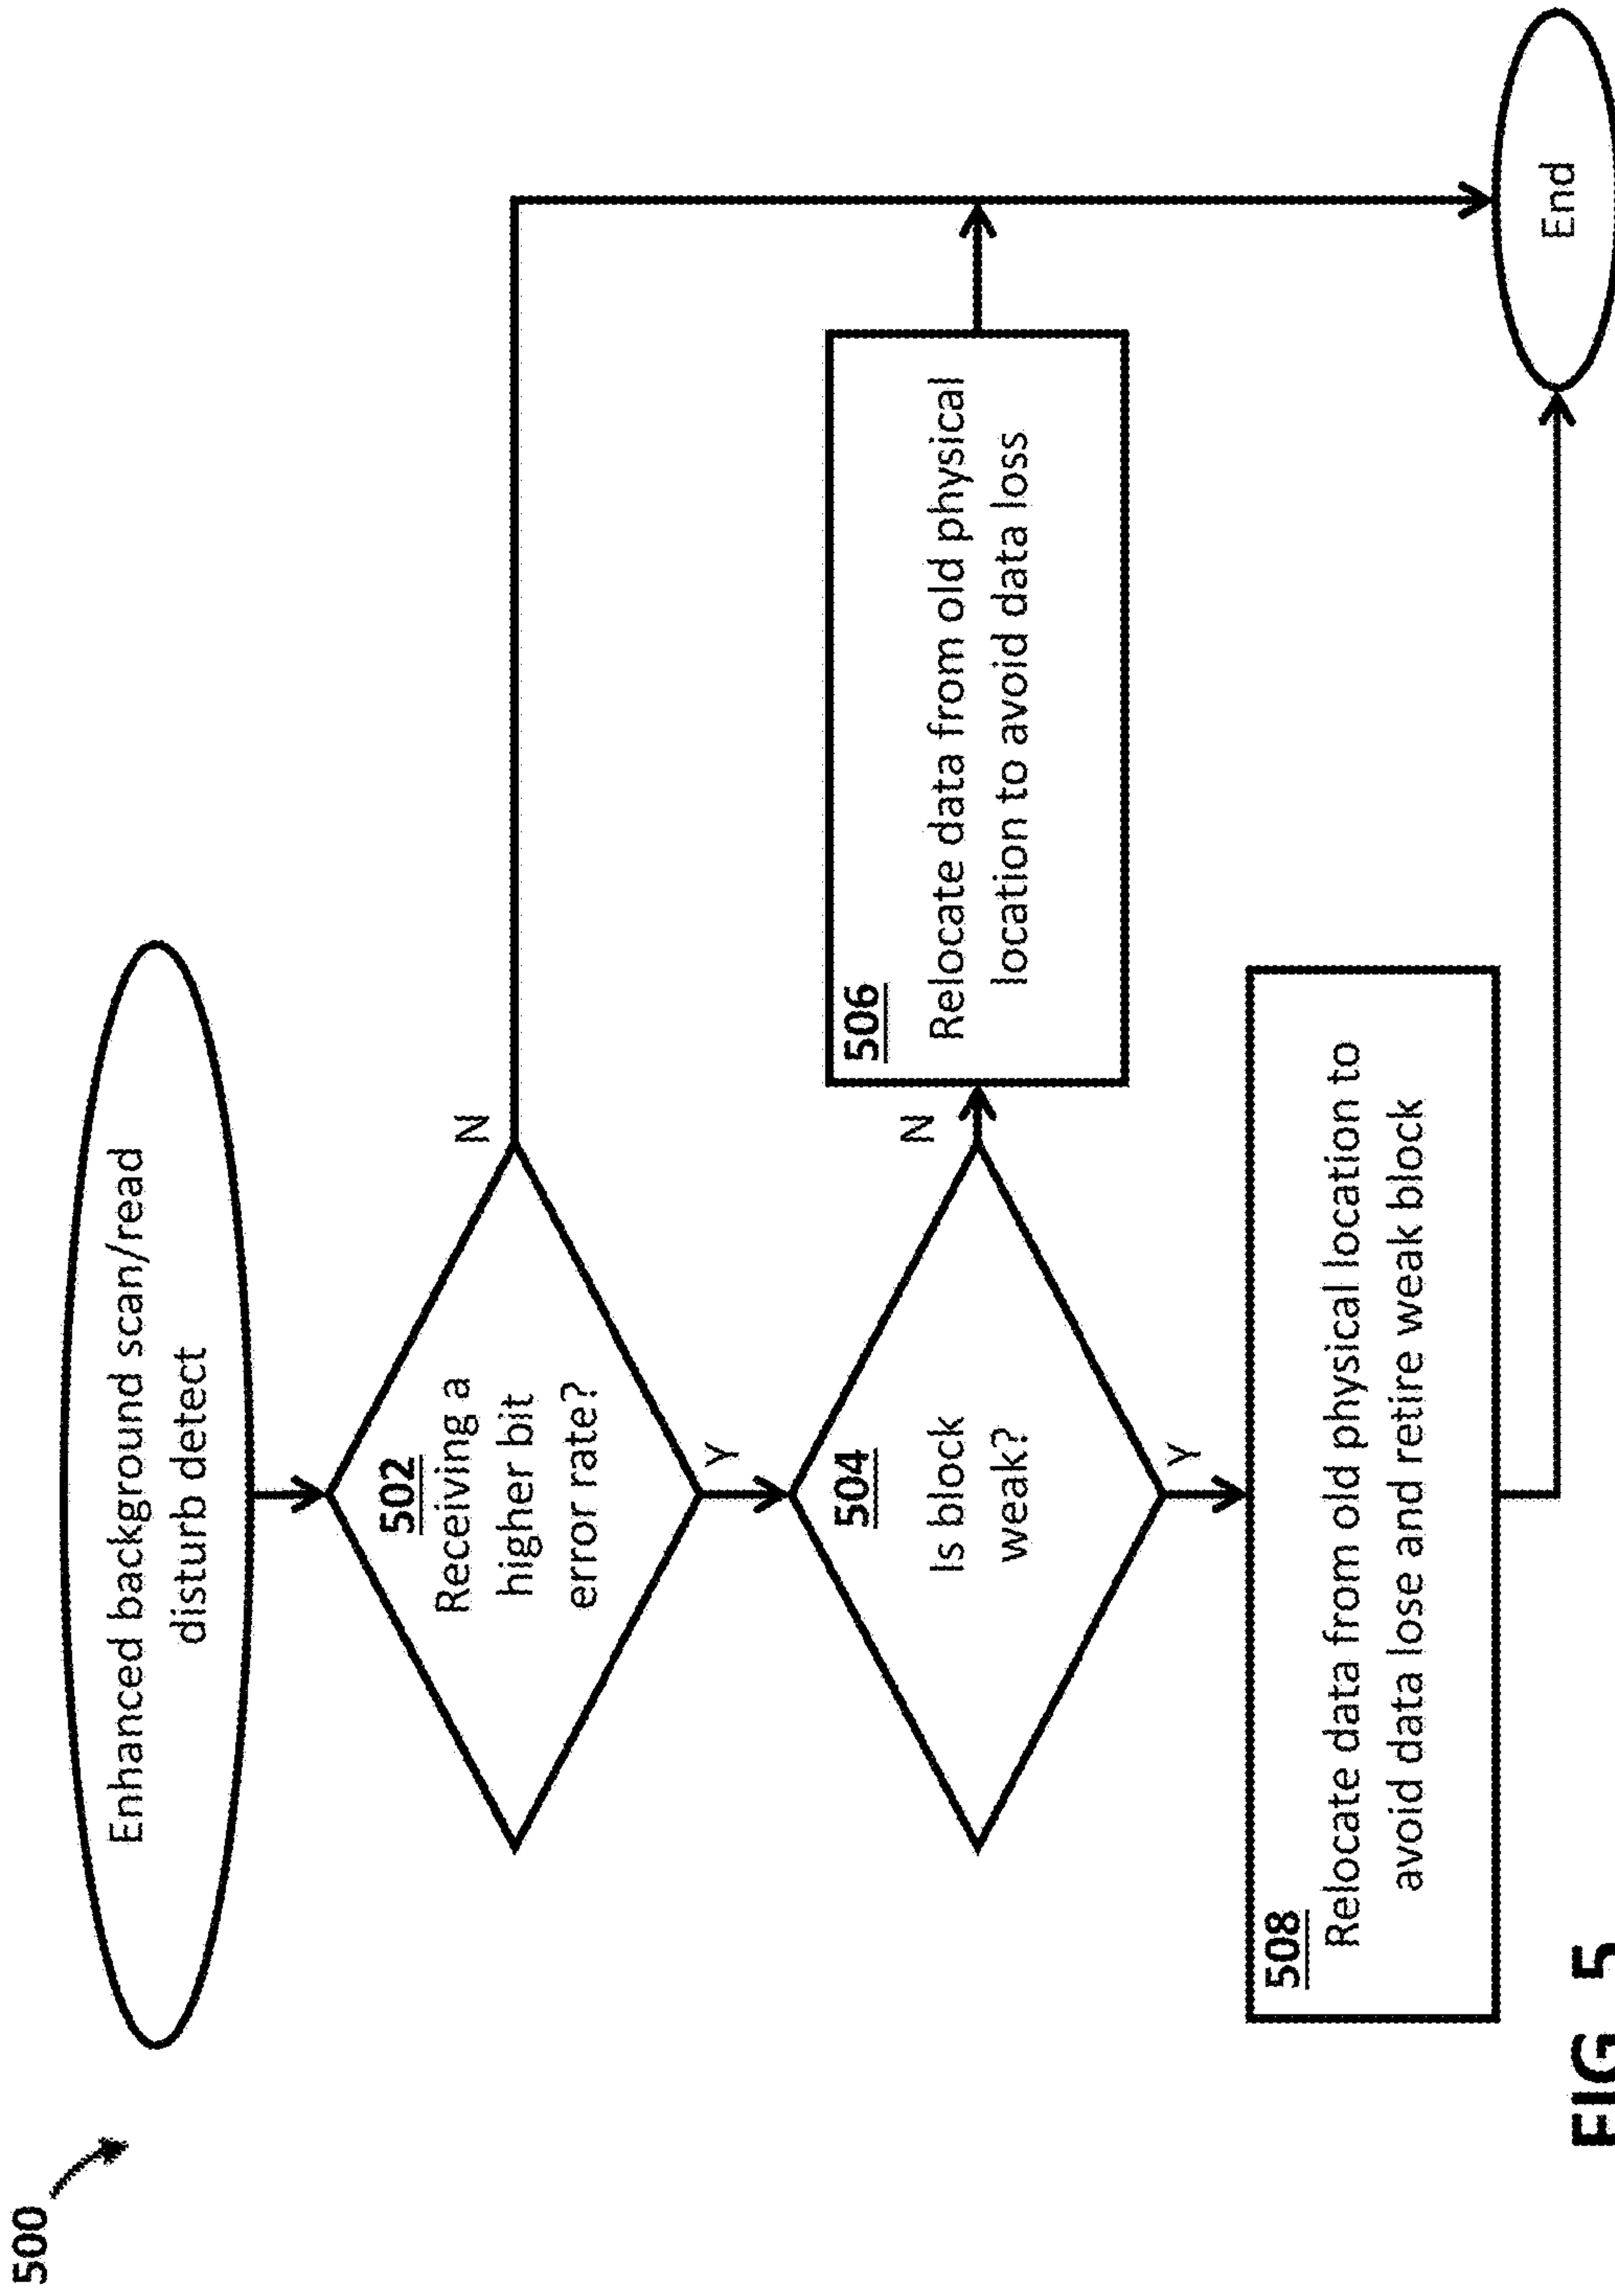 500
Enhanced background scan/read
disturb detect
502
Receiving a
higher bit
error rate?
N
Y
504
Is block
weak?
N
506
Relocate data from old physical
location to avoid data loss
Y
508
Relocate data from old physical location to
avoid data lose and retire weak block
End
FIG 5